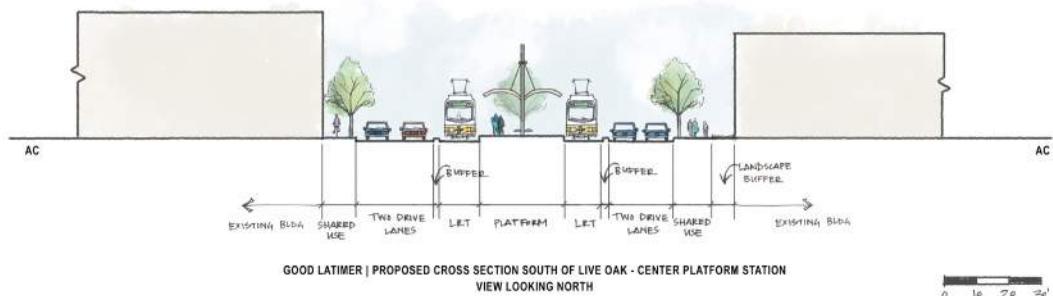 AC
AC
BUFFER
BUFFER
LANDSCAPE
BUFFER
EXISTING BLDG
SHARED
USE
TWO DRIVE
LANES
LRT
PLATFORM
LRT
TWO DRIVE
LANES
SHARED
USE
EXISTING BLDG
GOOD LATIMER | PROPOSED CROSS SECTION SOUTH OF LIVE OAK - CENTER PLATFORM STATION
VIEW LOOKING NORTH
0 10 20 30'